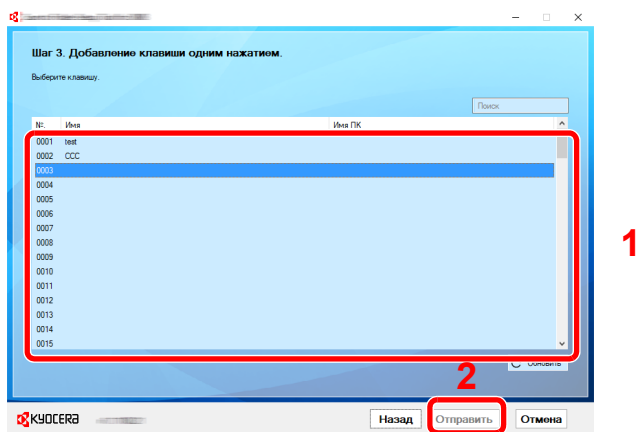 Шаг 3. Добавление клавиши одним нажатием.
Выберите клавишу.
Поиск
№. Имя Имя ПК
0001 test
0002 CCC
0003
0004
0005
0006
0007
0008
0009
0010
0011
0012
0013
0014
0015
1
Обновить
2
KYOCERA
Назад Отправить Отмена